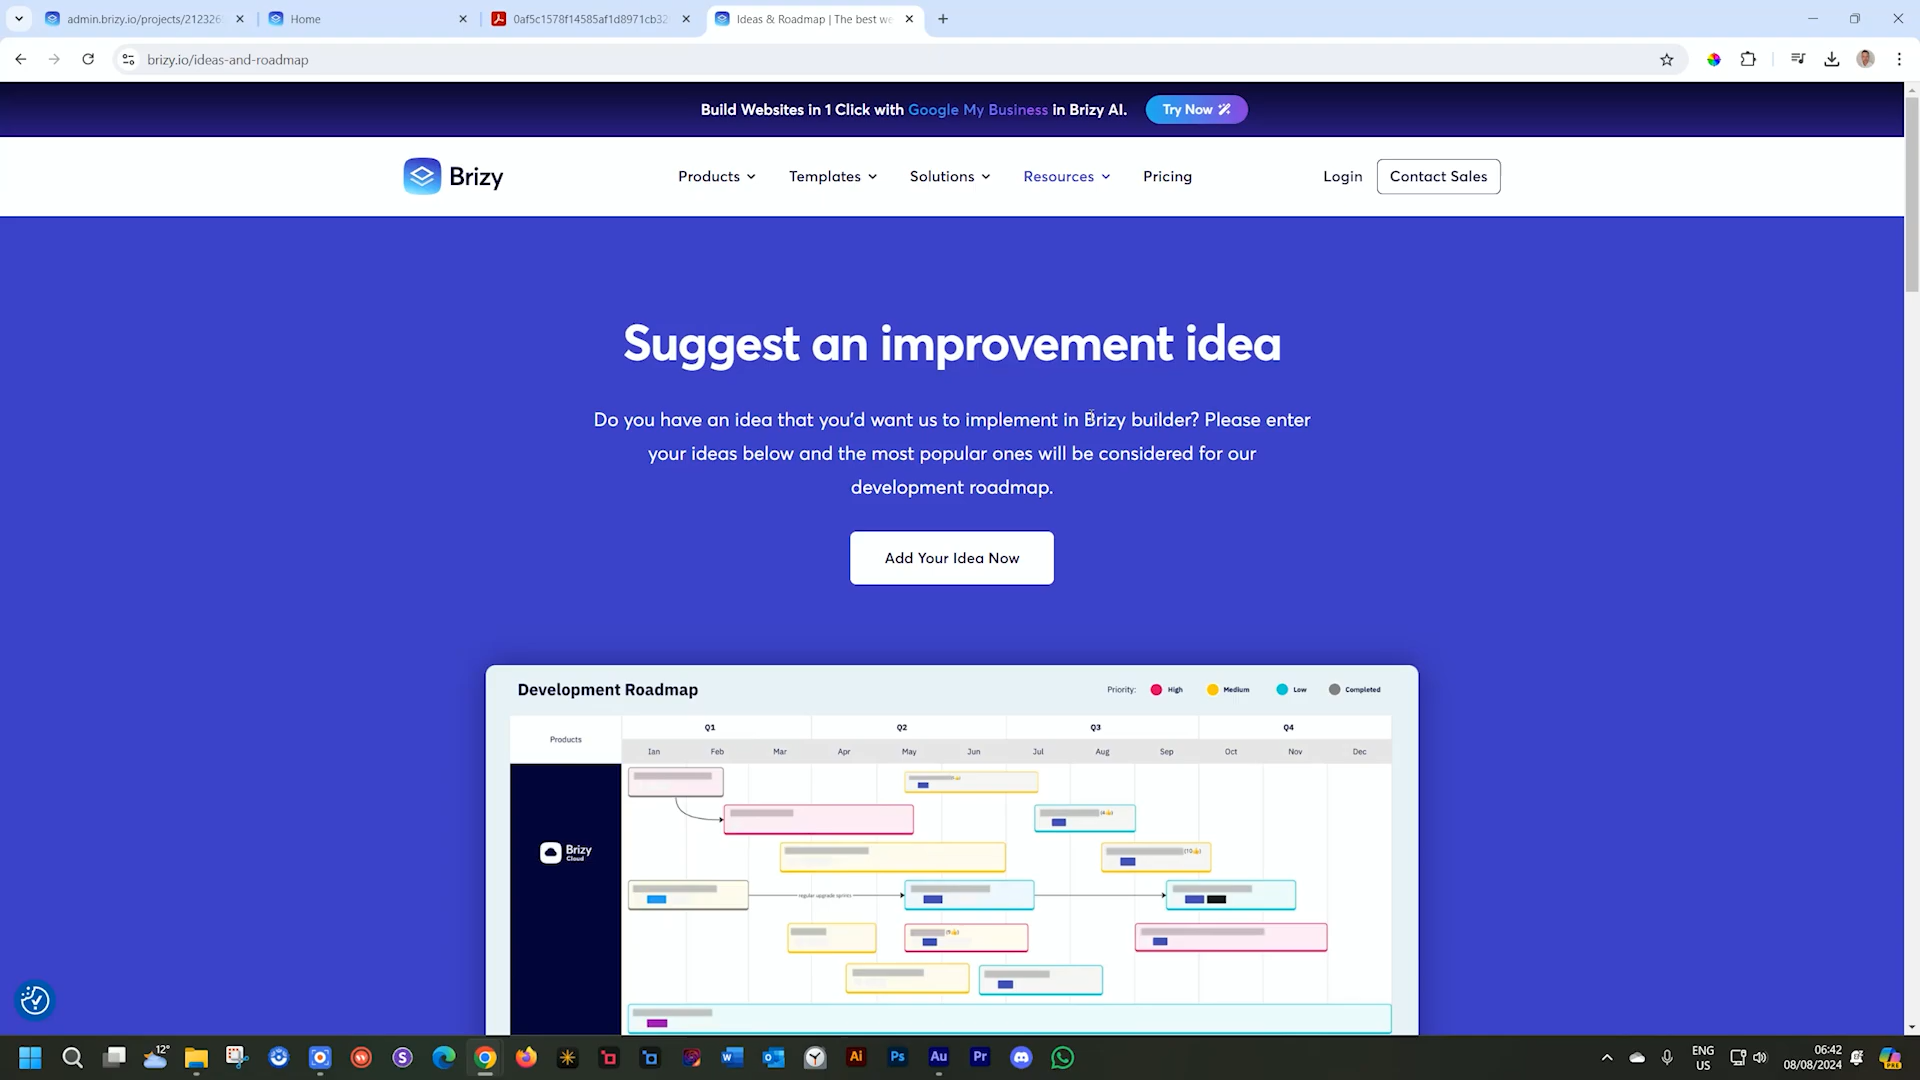 admin.brizy.io/projects/212326
Home
0af5c1578f14585af1d8971cb32
Ideas & Roadmap | The best we
brizy.io/ideas-and-roadmap
Build Websites in 1 Click with Google My Business in Brizy AI.
Try Now
Brizy
Products
Templates
Solutions
Resources
Pricing
Login
Contact Sales
Suggest an improvement idea
Do you have an idea that you'd want us to implement in Brizy builder? Please enter
your ideas below and the most popular ones will be considered for our
development roadmap.
Add Your Idea Now
Development Roadmap
Priority:
High
Medium
Low
Completed
Products
Q1
Q2
Q3
Q4
Ian
Feb
Mar
Apr
May
Jun
Jul
Aug
Sep
Oct
Nov
Dec
Brizy
Cloud
regular upgrade sprints
12°
ENG
US
06:42
08/08/2024